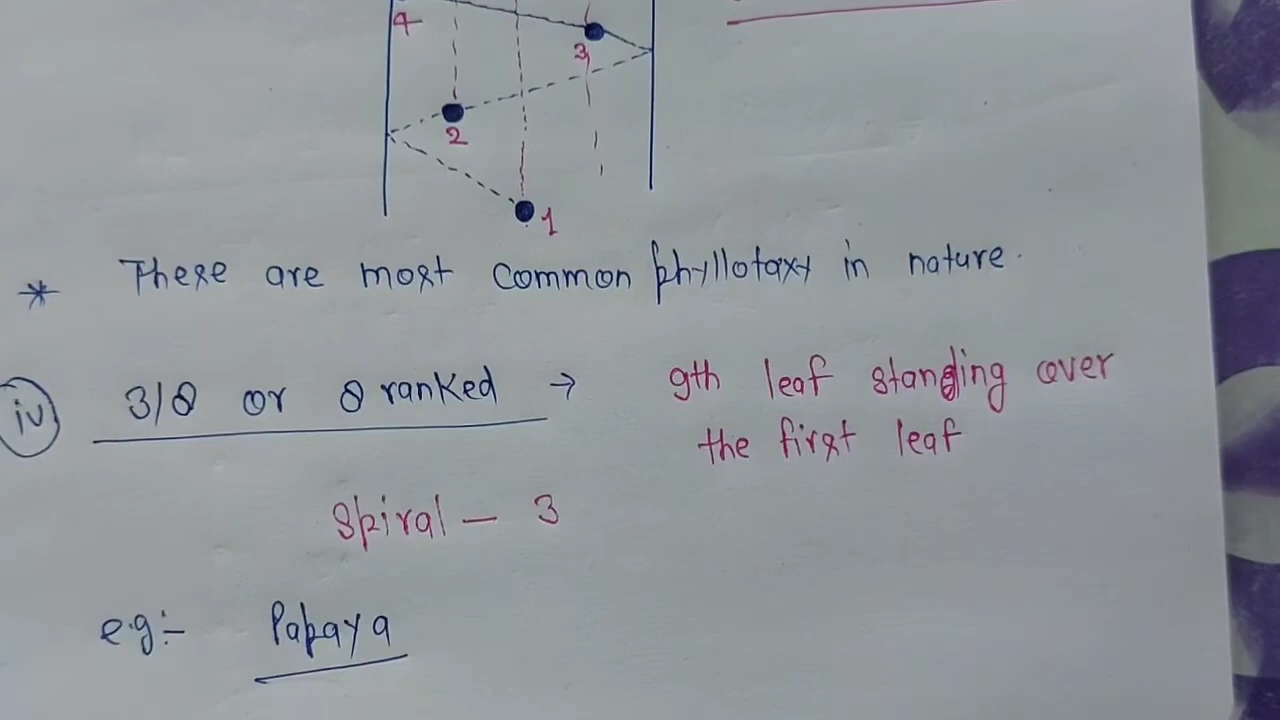 4
3
2
1
* These are most common phyllotaxy in nature.
iv 3/8 or 8 ranked → 9th leaf standing over
the first leaf
Spiral — 3
e.g:- Papaya